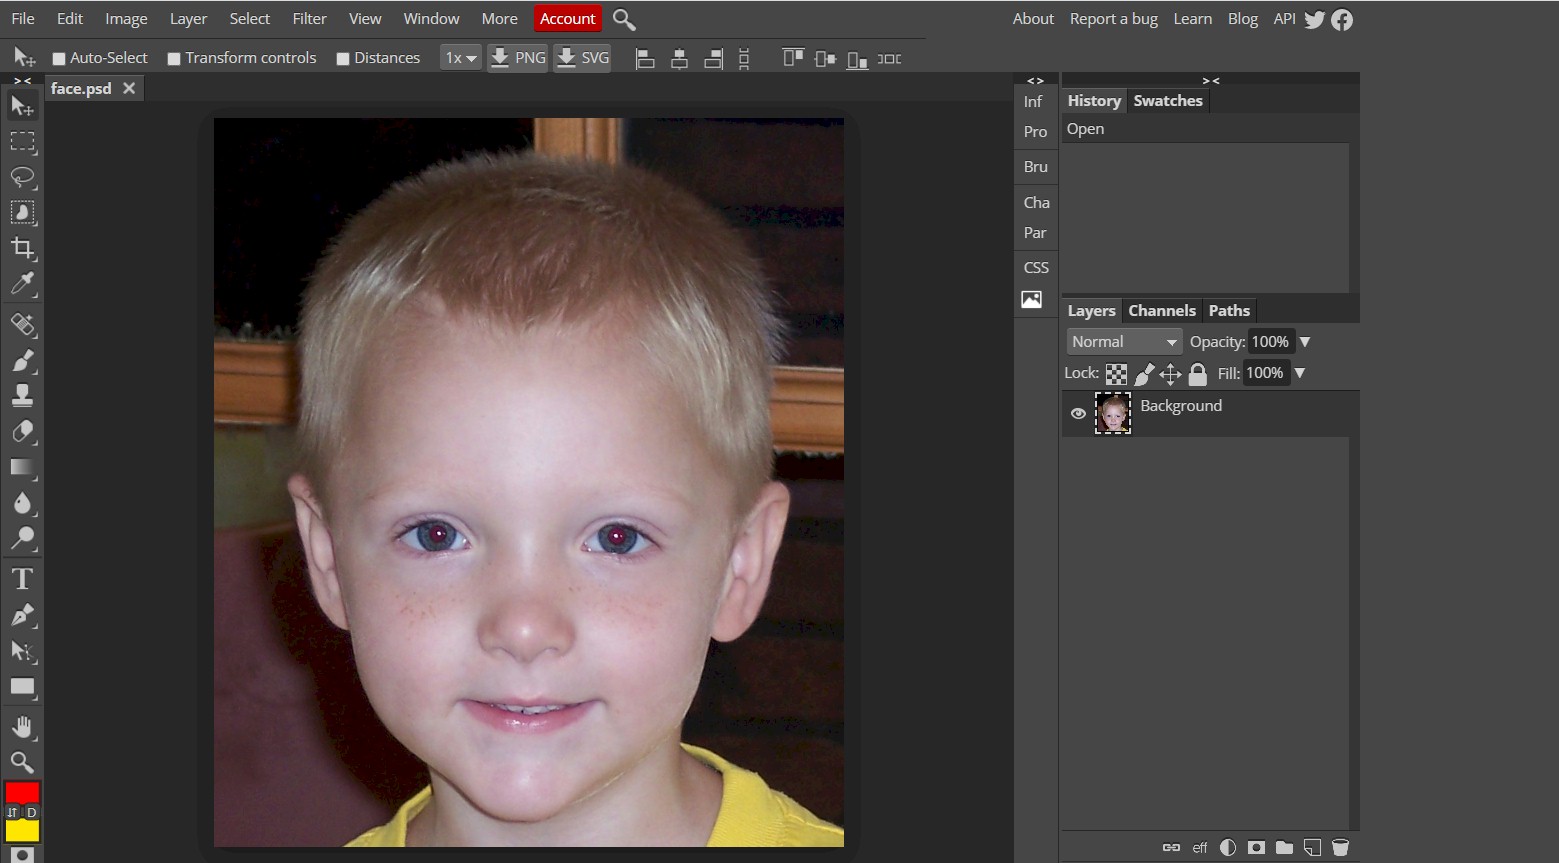 File Edit Image Layer Select Filter View Window More Account About Report a bug Learn Blog API
Auto-Select Transform controls Distances 1x PNG SVG
face.psd
Inf
Pro
Bru
Cha
Par
CSS
History Swatches
Open
Layers Channels Paths
Normal Opacity: 100%
Lock: Fill: 100%
Background
T
D
eff